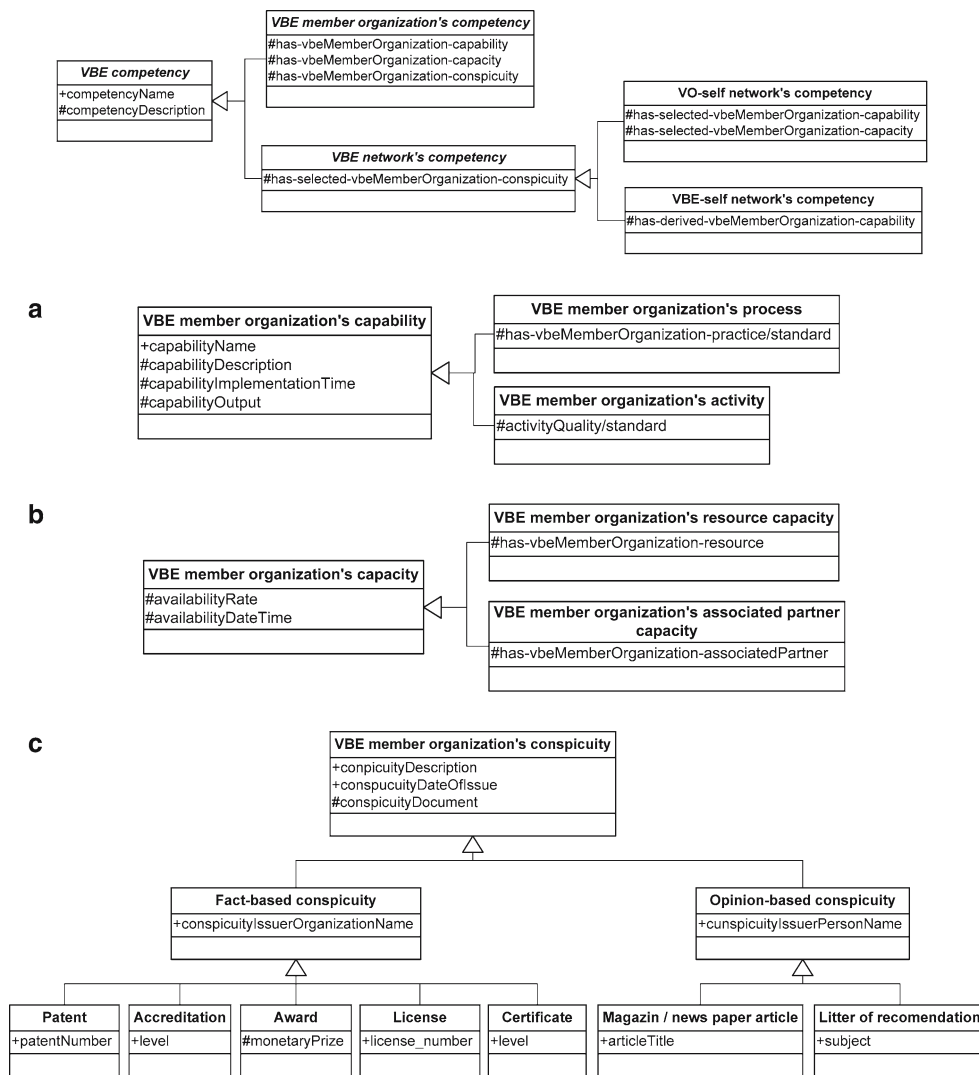 VBE member organization's competency
#has-vbeMemberOrganization-capability
#has-vbeMemberOrganization-capacity
#has-vbeMemberOrganization-conspicuity
VBE competency
+competencyName
#competencyDescription
VBE network's competency
#has-selected-vbeMemberOrganization-conspicuity
VO-self network's competency
#has-selected-vbeMemberOrganization-capability
#has-selected-vbeMemberOrganization-capacity
VBE-self network's competency
#has-derived-vbeMemberOrganization-capability
a
VBE member organization's capability
+capabilityName
#capabilityDescription
#capabilityImplementationTime
#capabilityOutput
VBE member organization's process
#has-vbeMemberOrganization-practice/standard
VBE member organization's activity
#activityQuality/standard
b
VBE member organization's capacity
#availabilityRate
#availabilityDateTime
VBE member organization's resource capacity
#has-vbeMemberOrganization-resource
VBE member organization's associated partner
capacity
#has-vbeMemberOrganization-associatedPartner
c
VBE member organization's conspicuity
+conpicuityDescription
+conspucuityDateOfIssue
#conspicuityDocument
Fact-based conspicuity
+conspicuityIssuerOrganizationName
Opinion-based conspicuity
+cunspicuityIssuerPersonName
Patent
+patentNumber
Accreditation
+level
Award
#monetaryPrize
License
+license_number
Certificate
+level
Magazin / news paper article
+articleTitle
Litter of recomendation
+subject